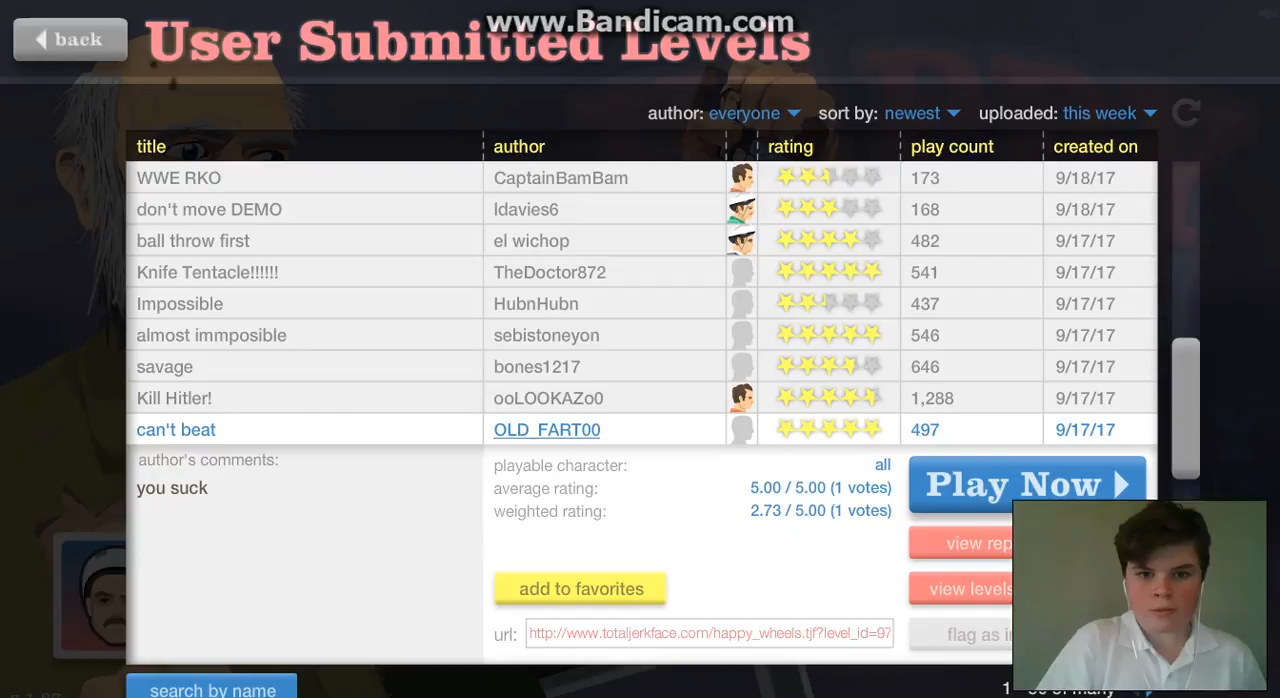 www.Bandicam.com
back
User Submitted Levels
author: everyone sort by: newest uploaded: this week
title author rating play count created on
WWE RKO CaptainBamBam 173 9/18/17
don't move DEMO ldavies6 168 9/18/17
ball throw first el wichop 482 9/17/17
Knife Tentacle!!!!!! TheDoctor872 541 9/17/17
Impossible HubnHubn 437 9/17/17
almost immposible sebistoneyon 546 9/17/17
savage bones1217 646 9/17/17
Kill Hitler! ooLOOKAZo0 1,288 9/17/17
can't beat OLD_FART00 497 9/17/17
author's comments:
you suck
playable character: all
average rating: 5.00 / 5.00 (1 votes)
weighted rating: 2.73 / 5.00 (1 votes)
Play Now
view rep
view levels
add to favorites
url: http://www.totaljerkface.com/happy_wheels.tjf?level_id=97
flag as i
search by name